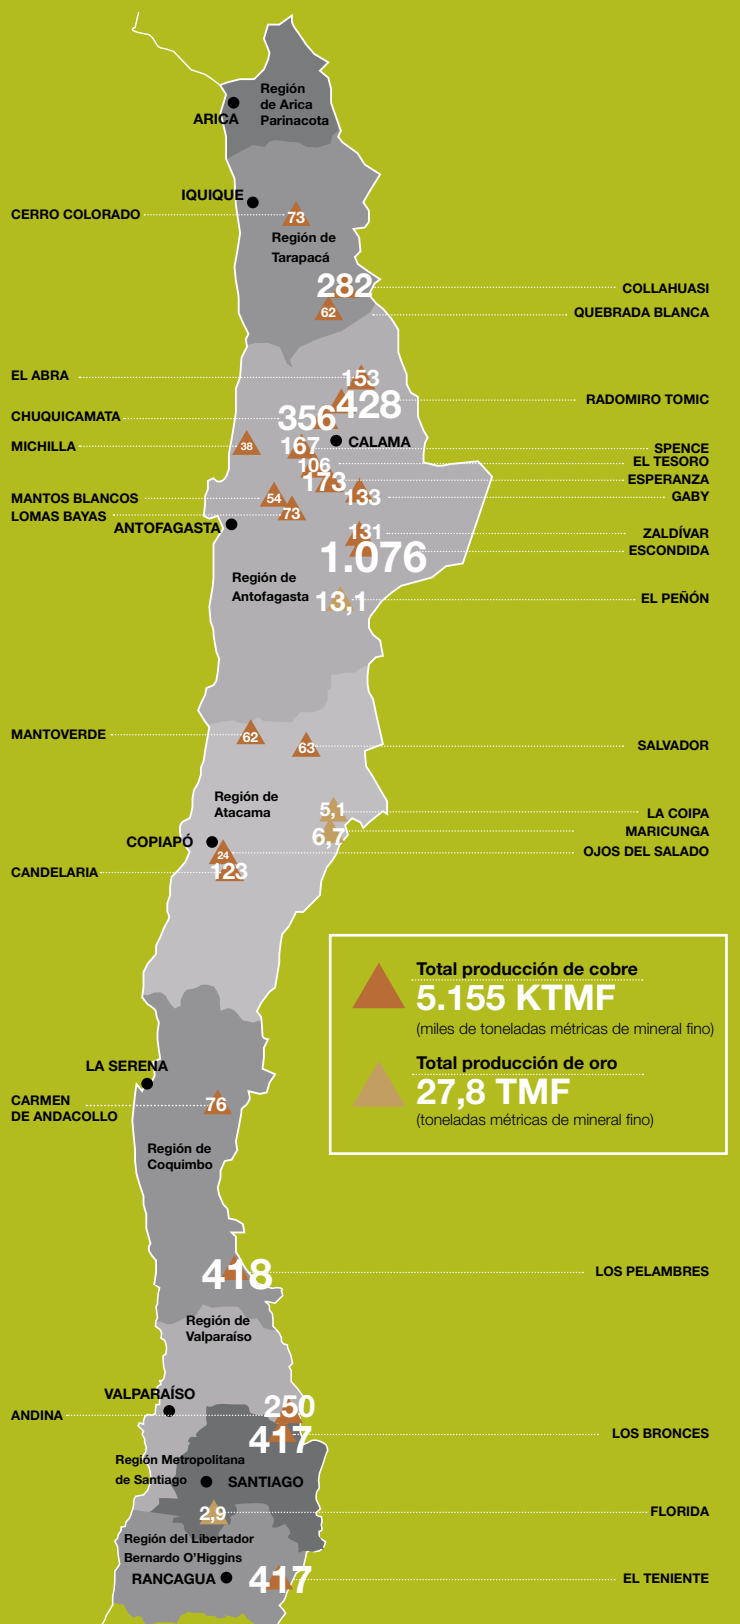 Región
de Arica
Parinacota
ARICA
IQUIQUE
CERRO COLORADO
73
Región de
Tarapacá
282
COLLAHUASI
62
QUEBRADA BLANCA
EL ABRA
153
428
RADOMIRO TOMIC
CHUQUICAMATA
356
CALAMA
MICHILLA
38
167
SPENCE
106
EL TESORO
173
ESPERANZA
133
GABY
MANTOS BLANCOS
54
LOMAS BAYAS
73
ANTOFAGASTA
131
ZALDÍVAR
1.076
ESCONDIDA
Región de
Antofagasta
13,1
EL PEÑÓN
MANTOVERDE
62
63
SALVADOR
Región de
Atacama
5,1
LA COIPA
6,7
MARICUNGA
COPIAPÓ
24
OJOS DEL SALADO
CANDELARIA
123
Total producción de cobre
5.155 KTMF
(miles de toneladas métricas de mineral fino)
Total producción de oro
27,8 TMF
(toneladas métricas de mineral fino)
LA SERENA
CARMEN
DE ANDACOLLO
76
Región de
Coquimbo
418
LOS PELAMBRES
Región de
Valparaíso
VALPARAÍSO
ANDINA
250
417
LOS BRONCES
Región Metropolitana
de Santiago
SANTIAGO
2,9
FLORIDA
Región del Libertador
Bernardo O'Higgins
RANCAGUA
417
EL TENIENTE